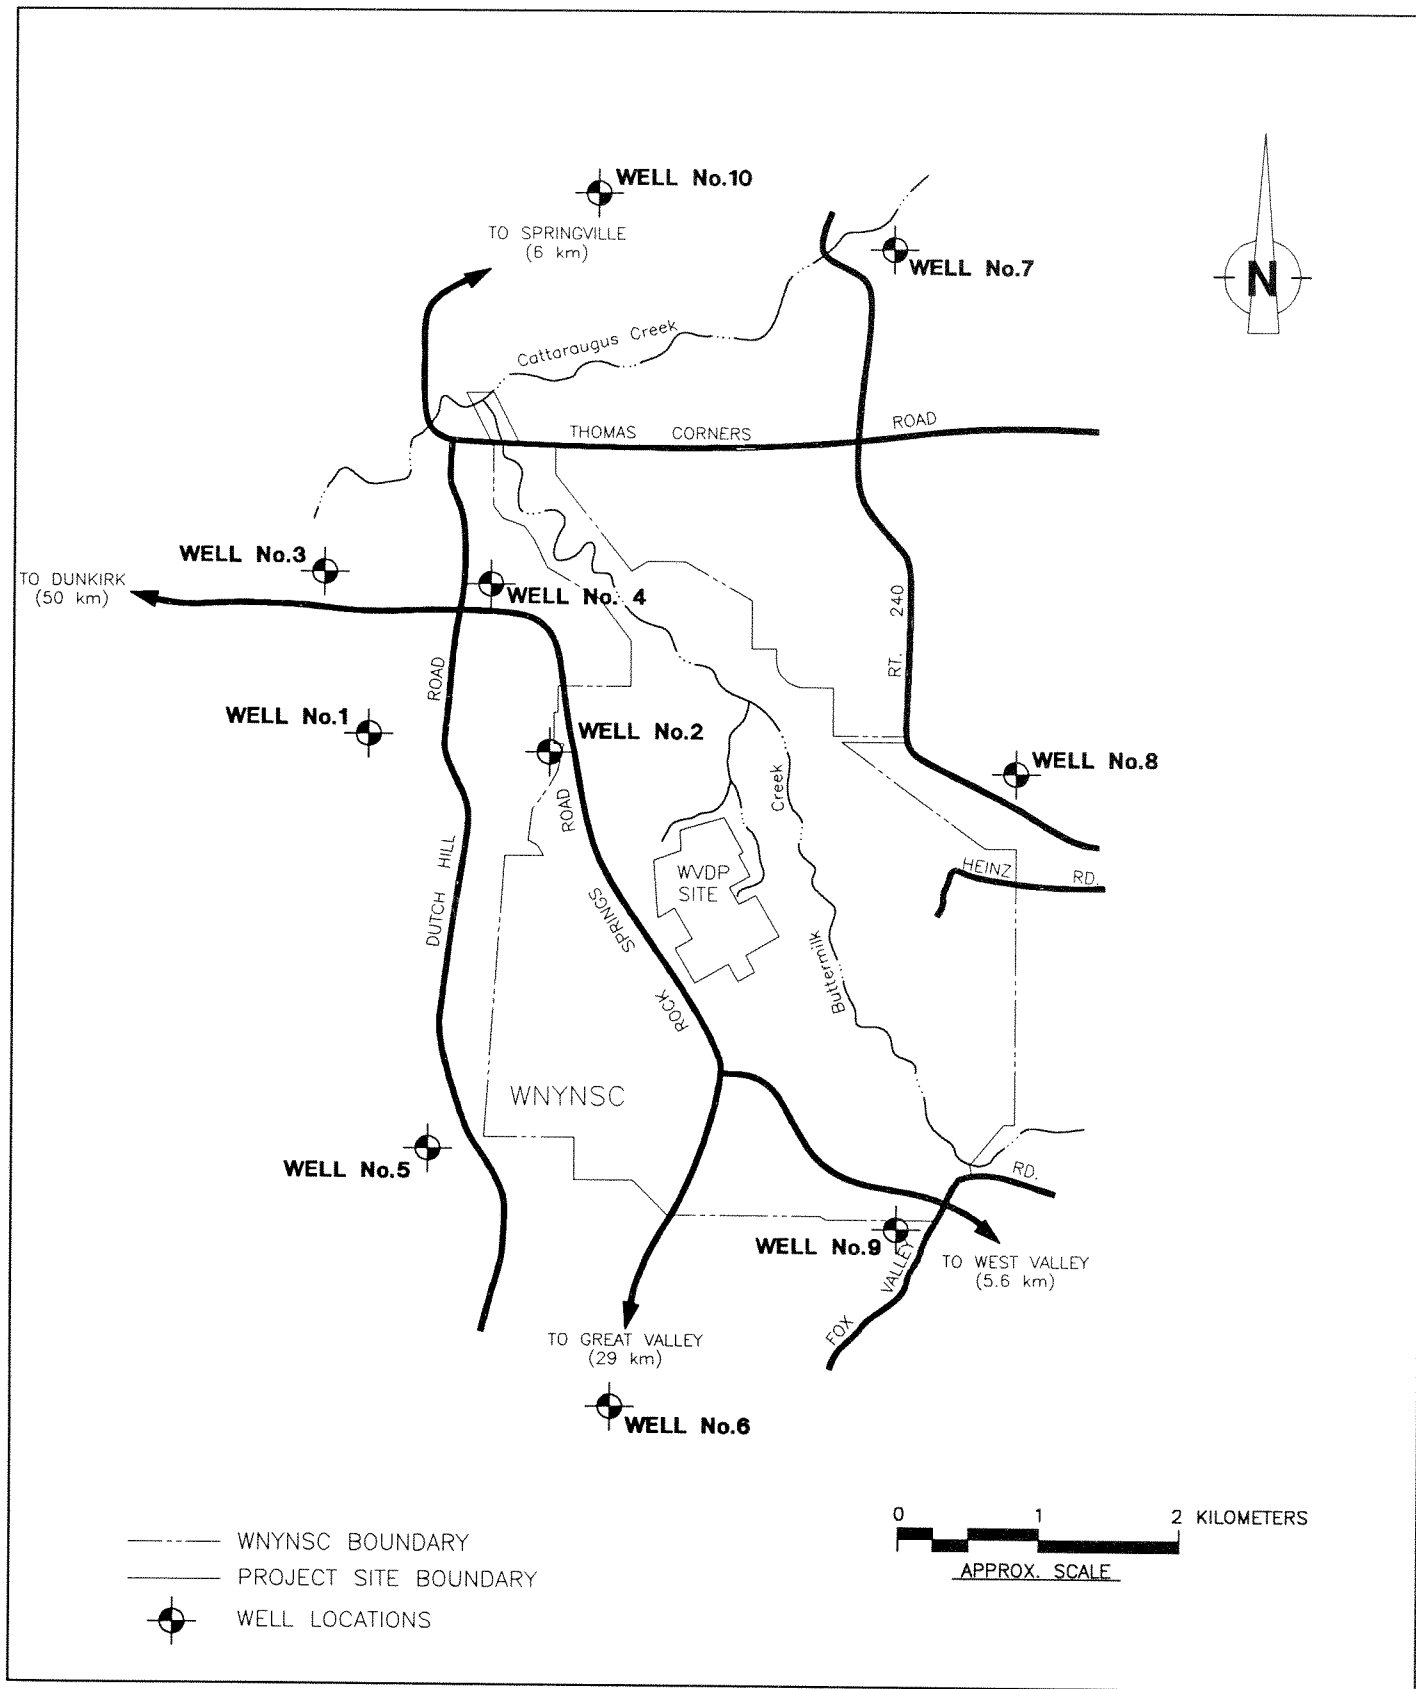 WELL No.10
TO SPRINGVILLE
(6 km)
WELL No.7
N
Cattaraugus Creek
THOMAS CORNERS ROAD
WELL No.3
TO DUNKIRK
(50 km)
WELL No. 4
RT. 240
ROAD
WELL No.1
WELL No.2
WELL No.8
Creek
ROAD
HEINZ RD.
WVDP
SITE
DUTCH HILL
SPRINGS
Buttermilk
ROCK
WNYNSC
WELL No.5
RD.
WELL No.9
VALLEY
TO WEST VALLEY
(5.6 km)
FOX
TO GREAT VALLEY
(29 km)
WELL No.6
0 1 2 KILOMETERS
APPROX. SCALE
WNYNSC BOUNDARY
PROJECT SITE BOUNDARY
WELL LOCATIONS